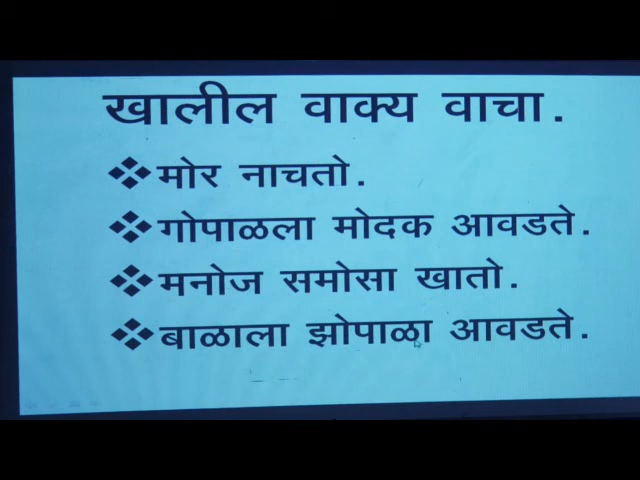 खालील वाक्य वाचा.
❖मोर नाचतो.
❖गोपाळला मोदक आवडते.
❖मनोज समोसा खातो.
❖बाळाला झोपाळा आवडते.